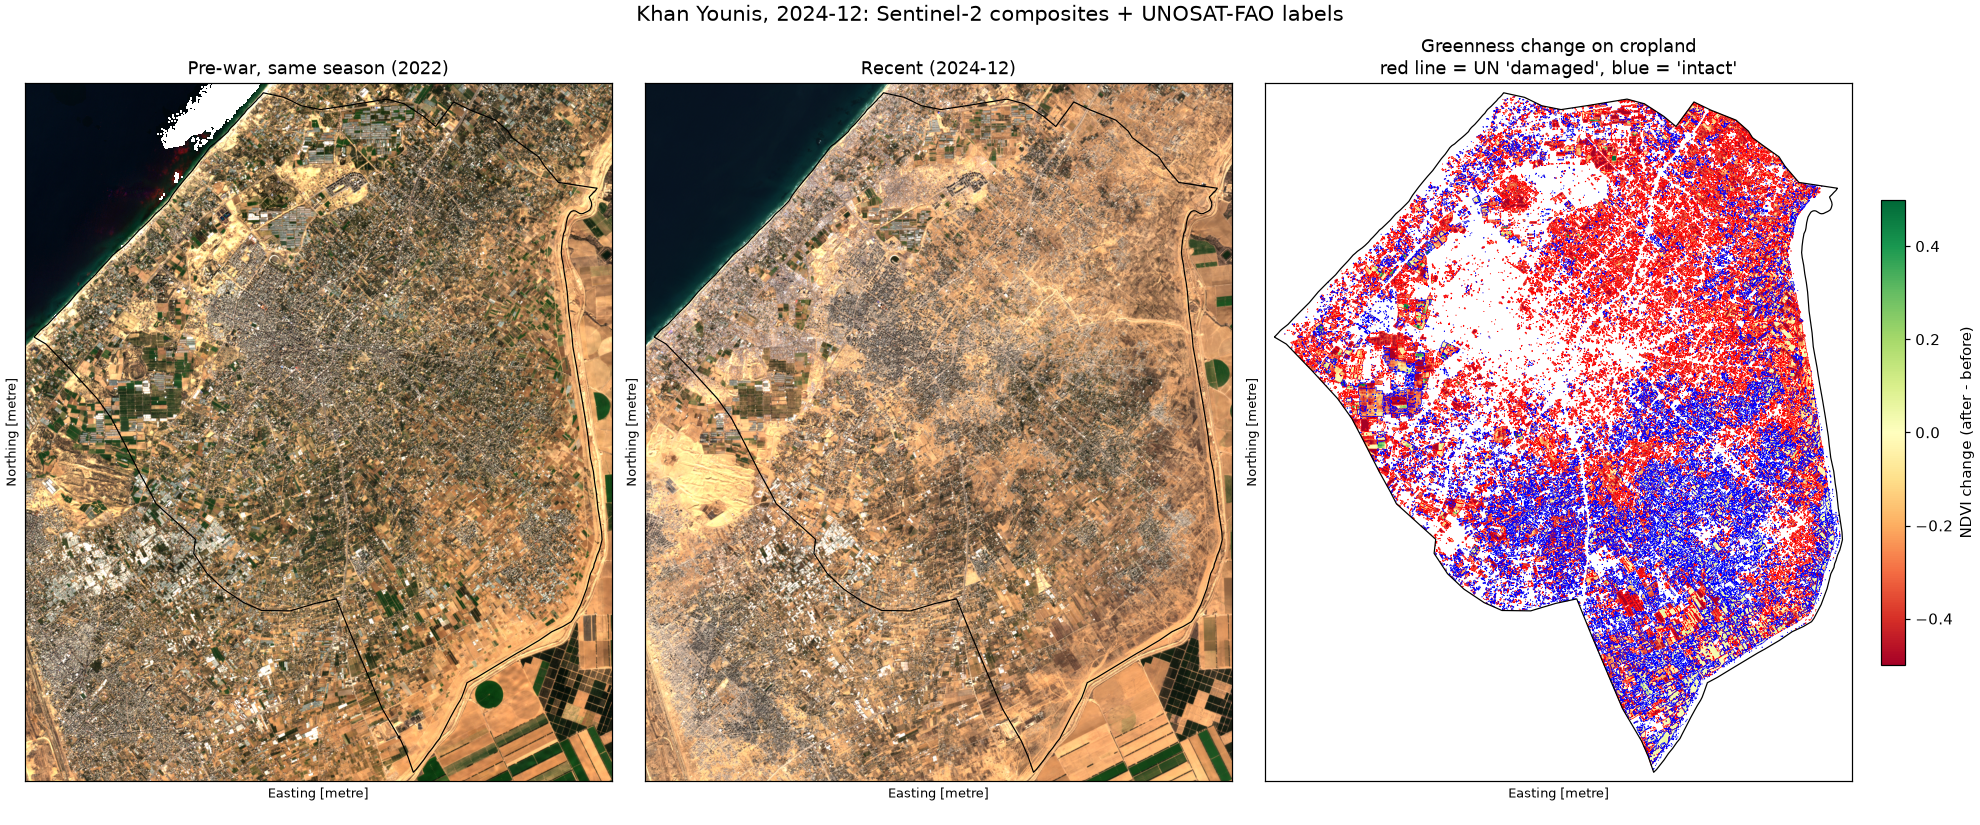 Khan Younis, 2024-12: Sentinel-2 composites + UNOSAT-FAO labels
Pre-war, same season (2022)
Northing [metre]
Easting [metre]
Recent (2024-12)
Northing [metre]
Easting [metre]
Greenness change on cropland
red line = UN 'damaged', blue = 'intact'
Northing [metre]
Easting [metre]
0.4
0.2
0.0
−0.2
−0.4
NDVI change (after - before)